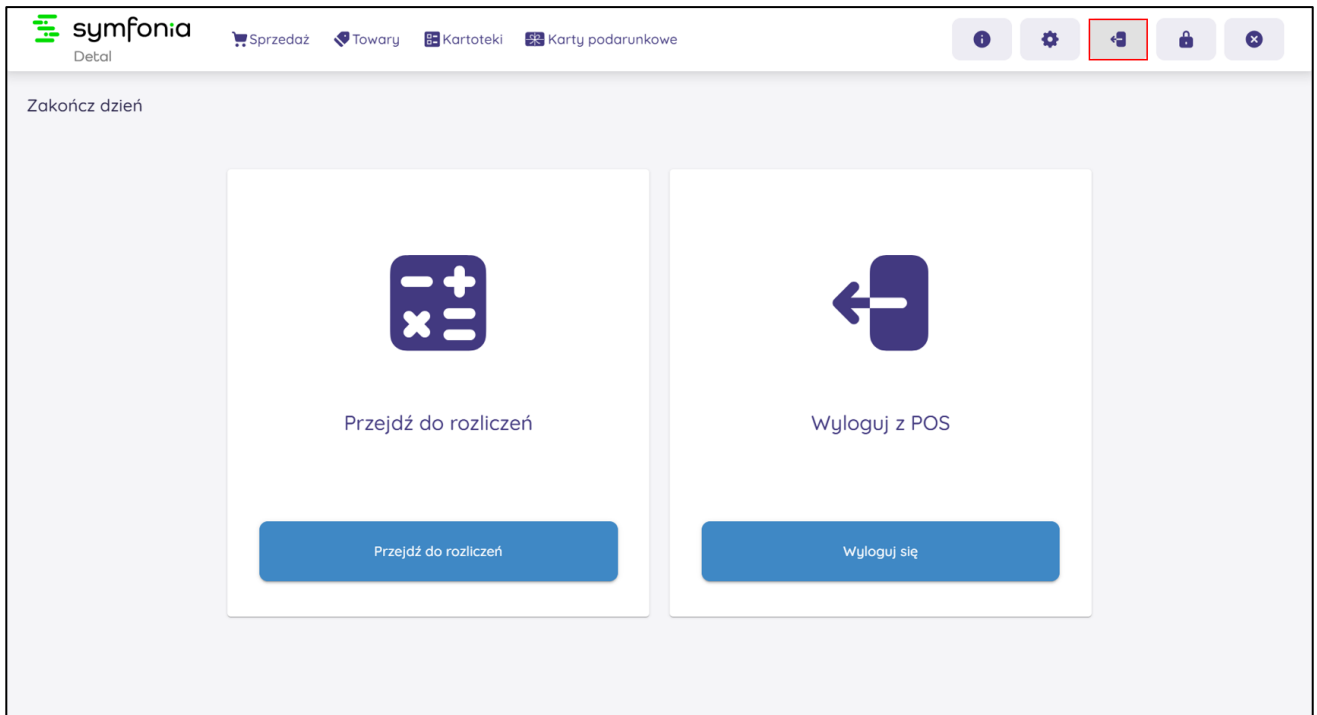 symfonia
Detal
Sprzedaż Towary Kartoteki Karty podarunkowe
Zakończ dzień
Przejdź do rozliczeń
Wyloguj z POS
Przejdź do rozliczeń
Wyloguj się